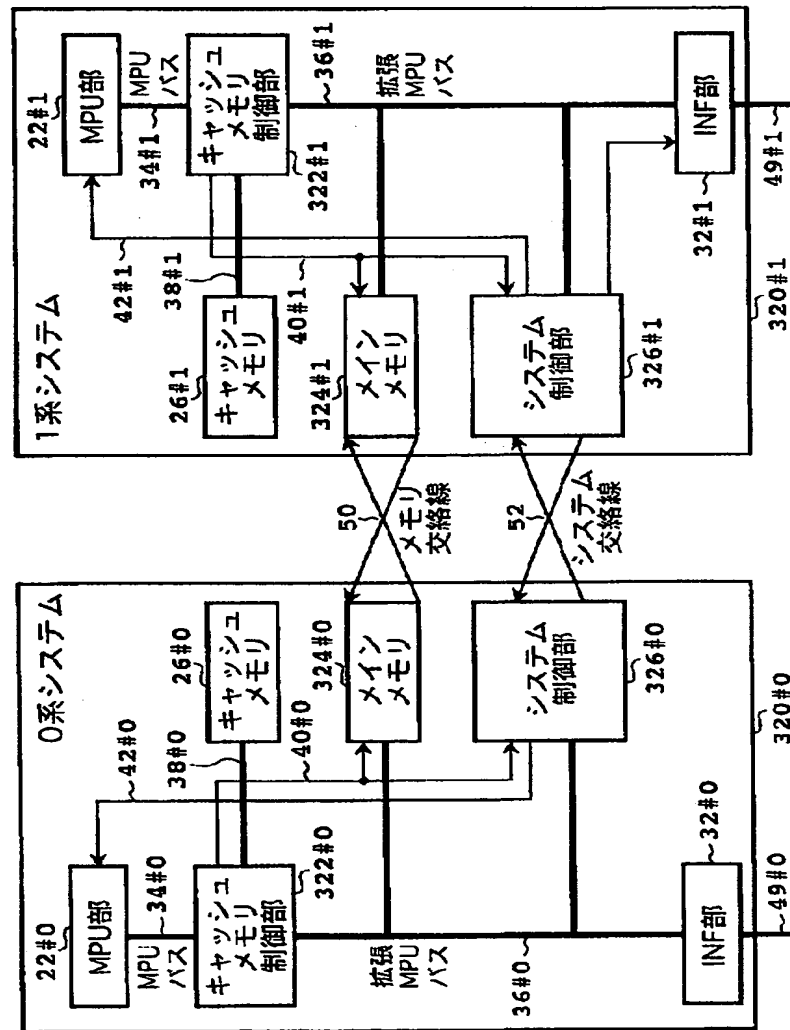 0系システム
22#0
MPU部
MPU
バス
34#0
42#0
キャッシュ
メモリ
制御部
322#0
38#0
26#0
キャッシュ
メモリ
40#0
拡張
MPU
バス
36#0
324#0
メイン
メモリ
システム
制御部
326#0
INF部
32#0
49#0
320#0
50
メモリ
交絡線
52
システム
交絡線
1系システム
22#1
MPU部
MPU
バス
34#1
42#1
キャッシュ
メモリ
制御部
322#1
38#1
26#1
キャッシュ
メモリ
40#1
36#1
拡張
MPU
バス
324#1
メイン
メモリ
システム
制御部
326#1
INF部
32#1
49#1
320#1